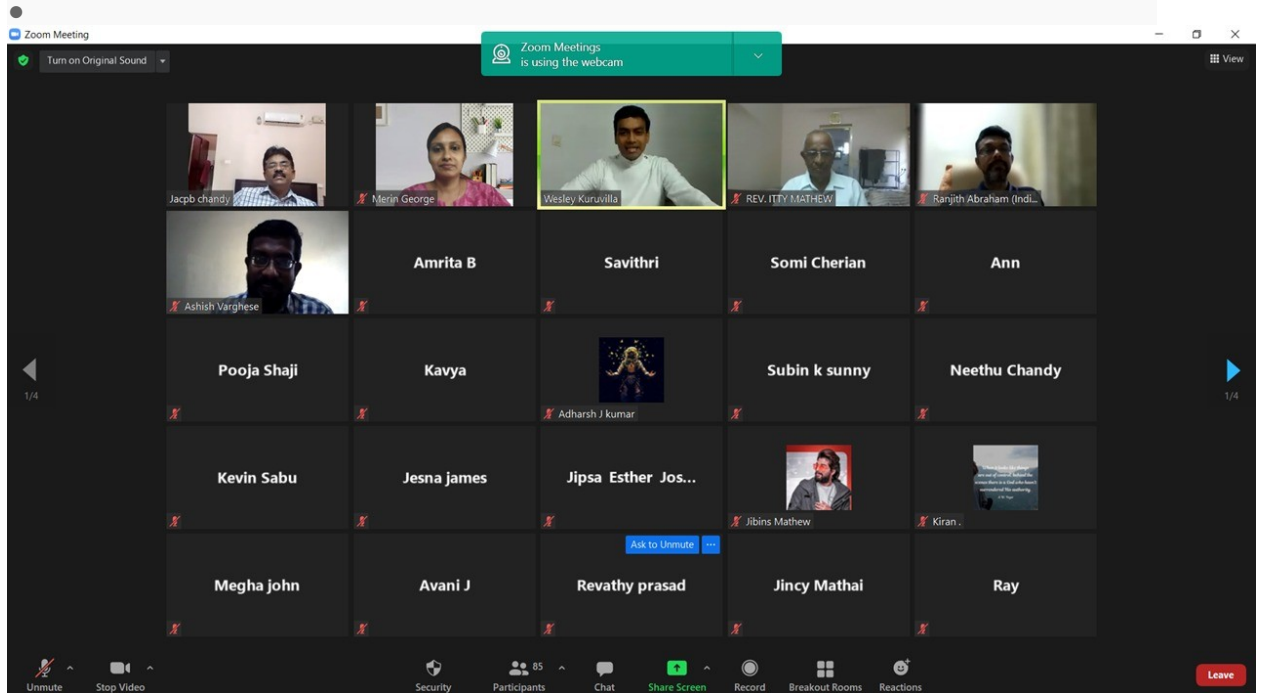 Zoom Meeting
Zoom Meetings
is using the webcam
Turn on Original Sound
View
Jacpb chandy
Merin George
Wesley Kuruvilla
REV. ITTY MATHEW
Ranjith Abraham (Indi...
Ashish Varghese
Amrita B
Savithri
Somi Cherian
Ann
Pooja Shaji
Kavya
Adharsh J kumar
Subin k sunny
Neethu Chandy
1/4
1/4
Kevin Sabu
Jesna james
Jipsa Esther Jos...
Jibins Mathew
Kiran .
Ask to Unmute
Megha john
Avani J
Revathy prasad
Jincy Mathai
Ray
Unmute
Stop Video
Security
85
Participants
Chat
Share Screen
Record
Breakout Rooms
Reactions
Leave